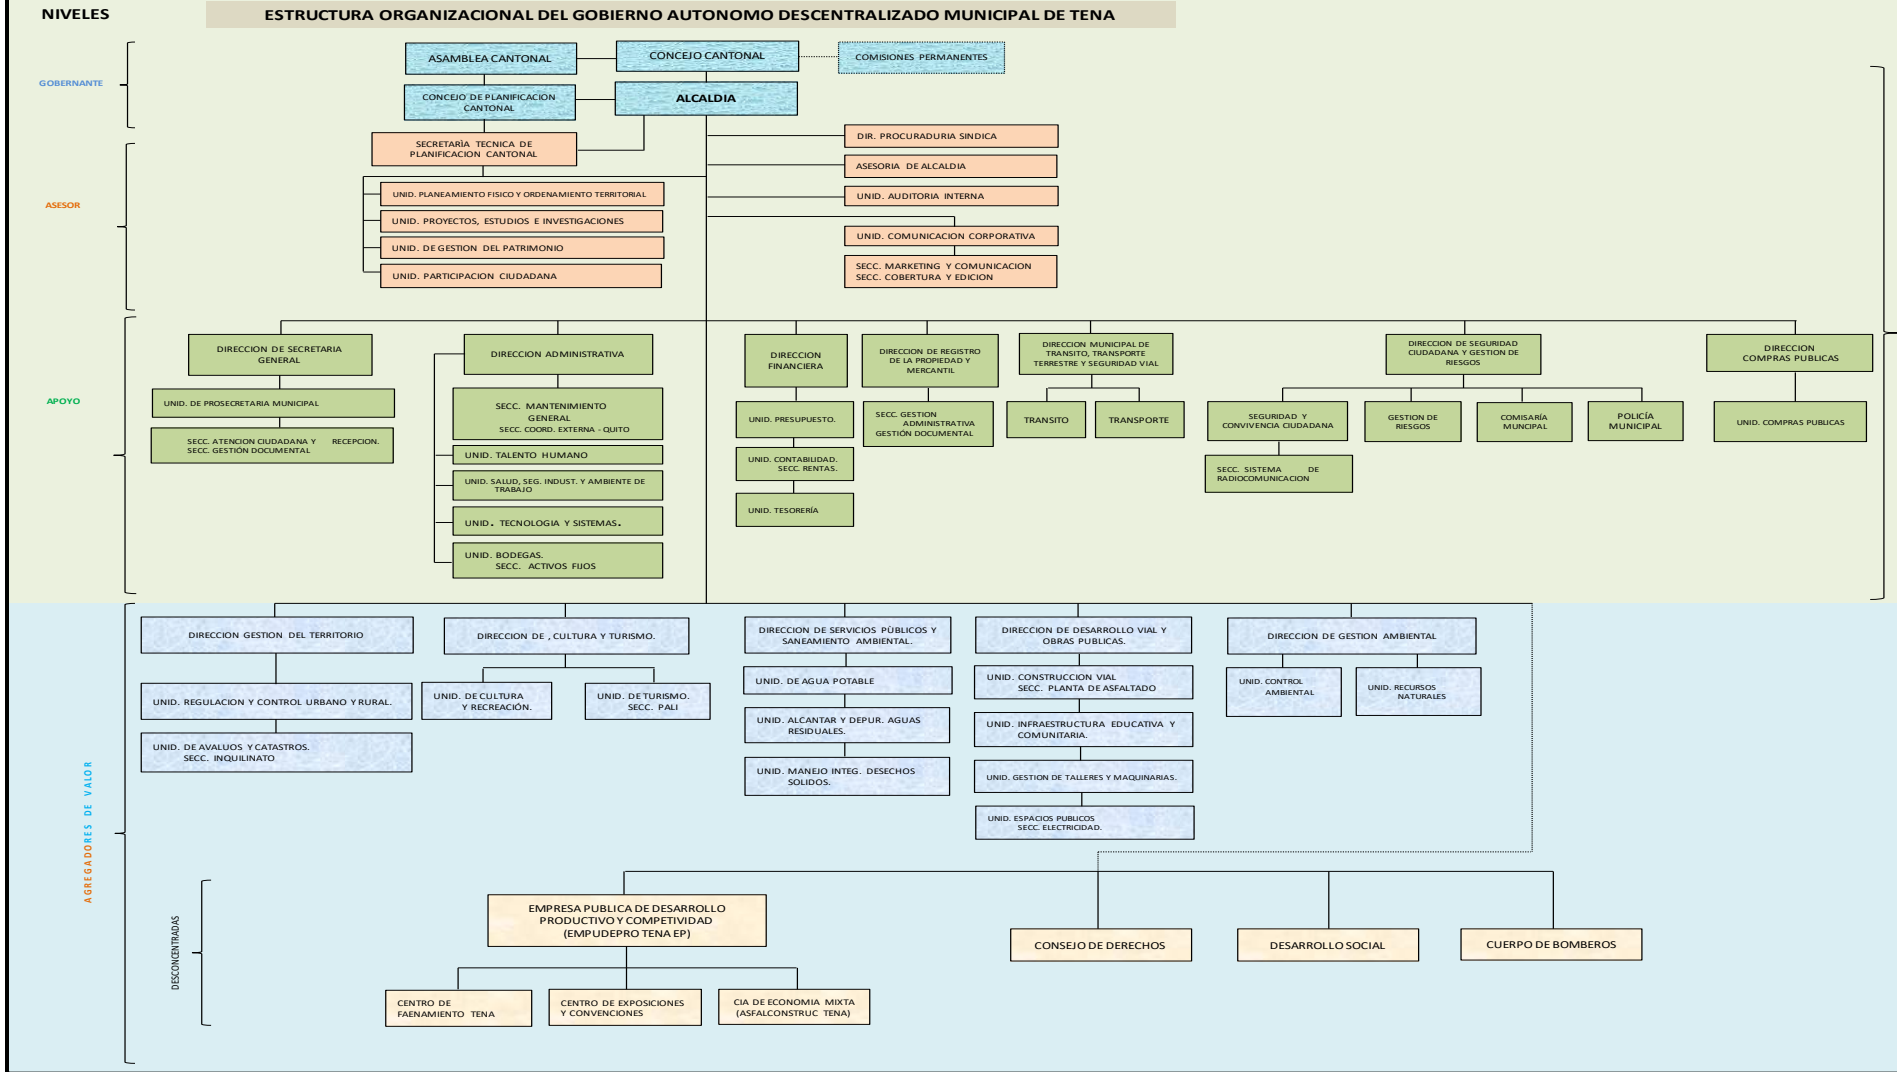 NIVELES
ESTRUCTURA ORGANIZACIONAL DEL GOBIERNO AUTONOMO DESCENTRALIZADO MUNICIPAL DE TENA
GOBERNANTE
ASAMBLEA CANTONAL
CONCEJO CANTONAL
COMISIONES PERMANENTES
CONCEJO DE PLANIFICACION
CANTONAL
ALCALDIA
ASESOR
SECRETARÌA TECNICA DE
PLANIFICACION CANTONAL
DIR. PROCURADURIA SINDICA
ASESORIA DE ALCALDIA
UNID. AUDITORIA INTERNA
UNID. COMUNICACION CORPORATIVA
SECC. MARKETING Y COMUNICACION
SECC. COBERTURA Y EDICION
UNID. PLANEAMIENTO FISICO Y ORDENAMIENTO TERRITORIAL
UNID. PROYECTOS, ESTUDIOS E INVESTIGACIONES
UNID. DE GESTION DEL PATRIMONIO
UNID. PARTICIPACION CIUDADANA
APOYO
DIRECCION DE SECRETARIA
GENERAL
UNID. DE PROSECRETARIA MUNICIPAL
SECC. ATENCION CIUDADANA Y RECEPCION.
SECC. GESTIÓN DOCUMENTAL
DIRECCION ADMINISTRATIVA
SECC. MANTENIMIENTO
GENERAL
SECC. COORD. EXTERNA - QUITO
UNID. TALENTO HUMANO
UNID. SALUD, SEG. INDUST. Y AMBIENTE DE
TRABAJO
UNID. TECNOLOGIA Y SISTEMAS.
UNID. BODEGAS.
SECC. ACTIVOS FIJOS
DIRECCION
FINANCIERA
UNID. PRESUPUESTO.
UNID. CONTABILIDAD.
SECC. RENTAS.
UNID. TESORERÍA
DIRECCION DE REGISTRO
DE LA PROPIEDAD Y
MERCANTIL
SECC. GESTION
ADMINISTRATIVA
GESTIÓN DOCUMENTAL
DIRECCION MUNICIPAL DE
TRANSITO, TRANSPORTE
TERRESTRE Y SEGURIDAD VIAL
TRANSITO
TRANSPORTE
DIRECCION DE SEGURIDAD
CIUDADANA Y GESTION DE
RIESGOS
SEGURIDAD Y
CONVIVENCIA CIUDADANA
SECC. SISTEMA DE
RADIOCOMUNICACION
GESTION DE
RIESGOS
COMISARÍA
MUNCIPAL
POLICÍA
MUNICIPAL
DIRECCION
COMPRAS PUBLICAS
UNID. COMPRAS PUBLICAS
AGREGADORES DE VALOR
DIRECCION GESTION DEL TERRITORIO
UNID. REGULACION Y CONTROL URBANO Y RURAL.
UNID. DE AVALUOS Y CATASTROS.
SECC. INQUILINATO
DIRECCION DE , CULTURA Y TURISMO.
UNID. DE CULTURA
Y RECREACIÓN.
UNID. DE TURISMO.
SECC. PALI
DIRECCION DE SERVICIOS PÙBLICOS Y
SANEAMIENTO AMBIENTAL.
UNID. DE AGUA POTABLE
UNID. ALCANTAR Y DEPUR. AGUAS
RESIDUALES.
UNID. MANEJO INTEG. DESECHOS
SOLIDOS.
DIRECCION DE DESARROLLO VIAL Y
OBRAS PUBLICAS.
UNID. CONSTRUCCION VIAL
SECC. PLANTA DE ASFALTADO
UNID. INFRAESTRUCTURA EDUCATIVA Y
COMUNITARIA.
UNID. GESTION DE TALLERES Y MAQUINARIAS.
UNID. ESPACIOS PUBLICOS
SECC. ELECTRICIDAD.
DIRECCION DE GESTION AMBIENTAL
UNID. CONTROL
AMBIENTAL
UNID. RECURSOS
NATURALES
DESCONCENTRADAS
EMPRESA PUBLICA DE DESARROLLO
PRODUCTIVO Y COMPETIVIDAD
(EMPUDEPRO TENA EP)
CONSEJO DE DERECHOS
DESARROLLO SOCIAL
CUERPO DE BOMBEROS
CENTRO DE
FAENAMIENTO TENA
CENTRO DE EXPOSICIONES
Y CONVENCIONES
CIA DE ECONOMIA MIXTA
(ASFALCONSTRUC TENA)